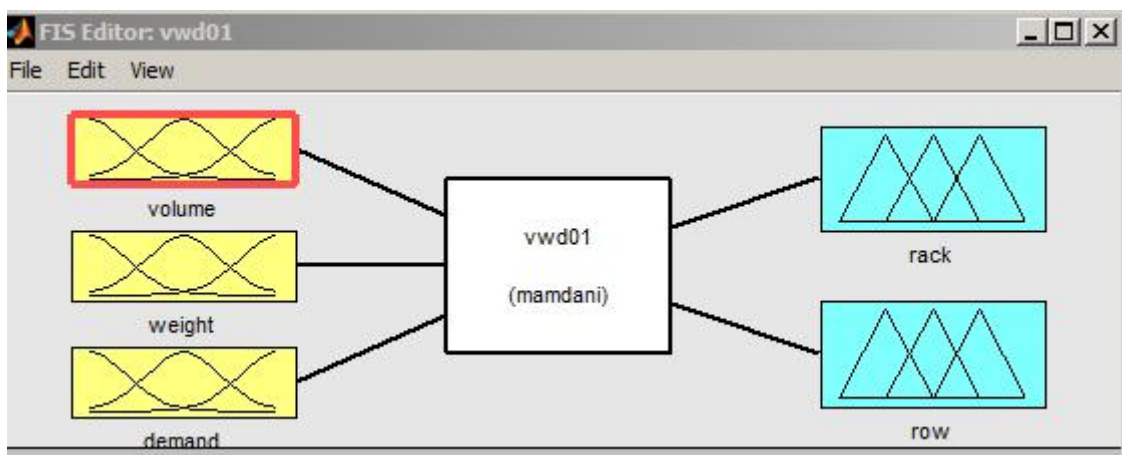 FIS Editor: vwd01
File Edit View
volume
weight
demand
vwd01
(mamdani)
rack
row